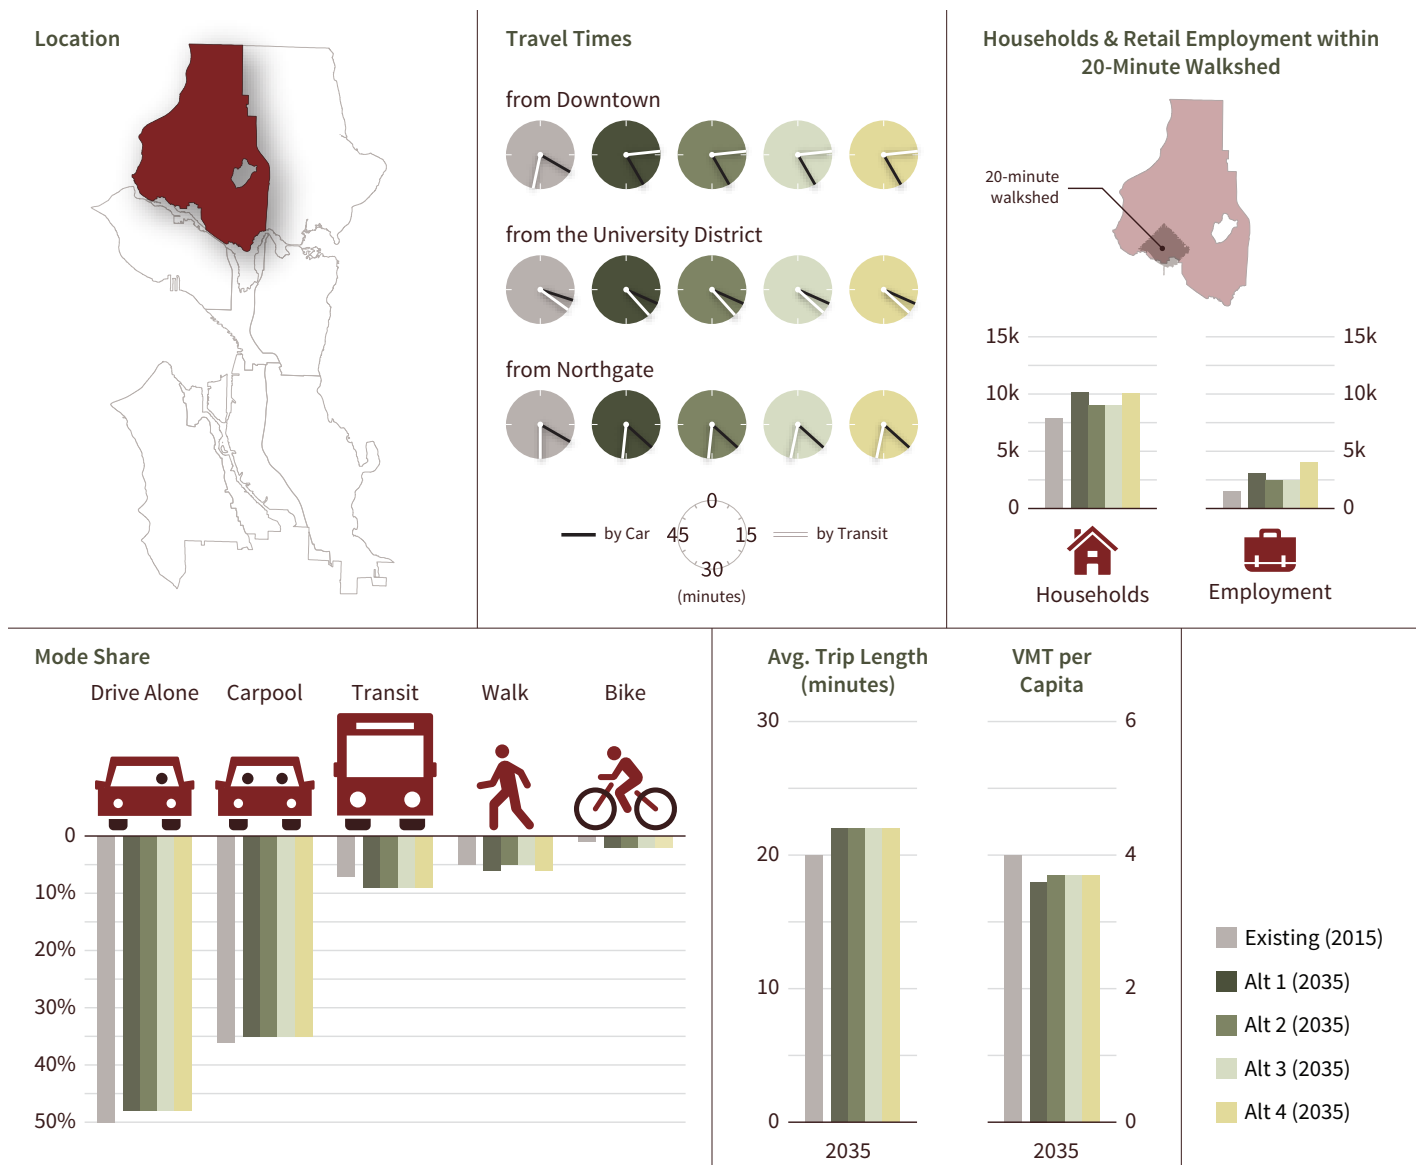 Location
Travel Times
from Downtown
from the University District
from Northgate
by Car
0
45
15
30
by Transit
(minutes)
Households & Retail Employment within
20-Minute Walkshed
20-minute
walkshed
15k
15k
10k
10k
5k
5k
0
0
Households
Employment
Mode Share
Drive Alone
Carpool
Transit
Walk
Bike
0
10%
20%
30%
40%
50%
Avg. Trip Length
(minutes)
30
20
10
0
2035
VMT per
Capita
6
4
2
0
2035
Existing (2015)
Alt 1 (2035)
Alt 2 (2035)
Alt 3 (2035)
Alt 4 (2035)